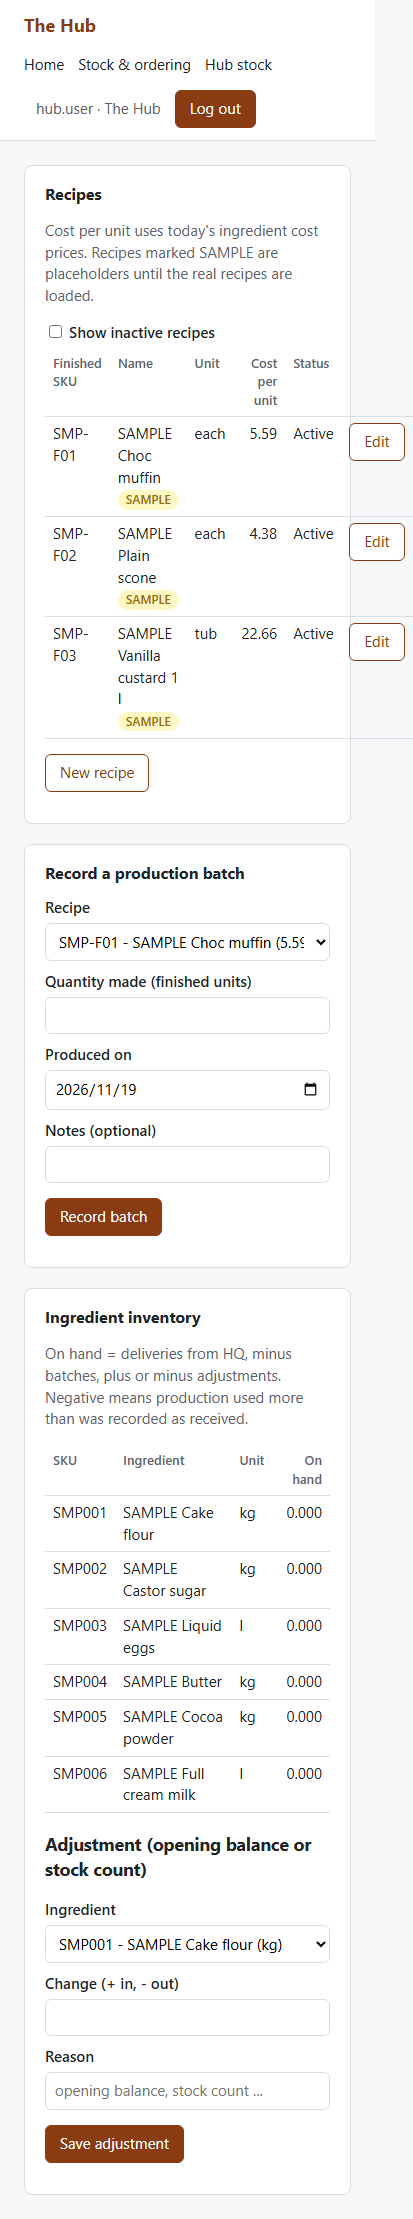 The Hub
Home Stock & ordering Hub stock
hub.user · The Hub Log out
Recipes
Cost per unit uses today's ingredient cost
prices. Recipes marked SAMPLE are
placeholders until the real recipes are
loaded.
Show inactive recipes
Finished SKU Name Unit Cost per unit Status
SMP-F01 SAMPLE Choc muffin SAMPLE each 5.59 Active Edit
SMP-F02 SAMPLE Plain scone SAMPLE each 4.38 Active Edit
SMP-F03 SAMPLE Vanilla custard 1 l SAMPLE tub 22.66 Active Edit
New recipe
Record a production batch
Recipe
SMP-F01 - SAMPLE Choc muffin (5.59
Quantity made (finished units)
Produced on
2026/11/19
Notes (optional)
Record batch
Ingredient inventory
On hand = deliveries from HQ, minus
batches, plus or minus adjustments.
Negative means production used more
than was recorded as received.
SKU Ingredient Unit On hand
SMP001 SAMPLE Cake flour kg 0.000
SMP002 SAMPLE Castor sugar kg 0.000
SMP003 SAMPLE Liquid eggs l 0.000
SMP004 SAMPLE Butter kg 0.000
SMP005 SAMPLE Cocoa powder kg 0.000
SMP006 SAMPLE Full cream milk l 0.000
Adjustment (opening balance or
stock count)
Ingredient
SMP001 - SAMPLE Cake flour (kg)
Change (+ in, - out)
Reason
opening balance, stock count ...
Save adjustment